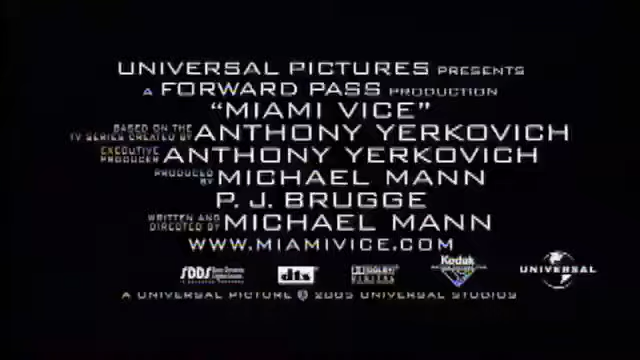 UNIVERSAL PICTURES PRESENTS
A FORWARD PASS PRODUCTION
"MIAMI VICE"
BASED ON THE TV SERIES CREATED BY ANTHONY YERKOVICH
EXECUTIVE PRODUCER ANTHONY YERKOVICH
PRODUCED BY MICHAEL MANN
P.J. BRUGGE
WRITTEN AND DIRECTED BY MICHAEL MANN
WWW.MIAMIVICE.COM
SDDS dts DOLBY DIGITAL Kodak UNIVERSAL
A UNIVERSAL PICTURE © 2005 UNIVERSAL STUDIOS